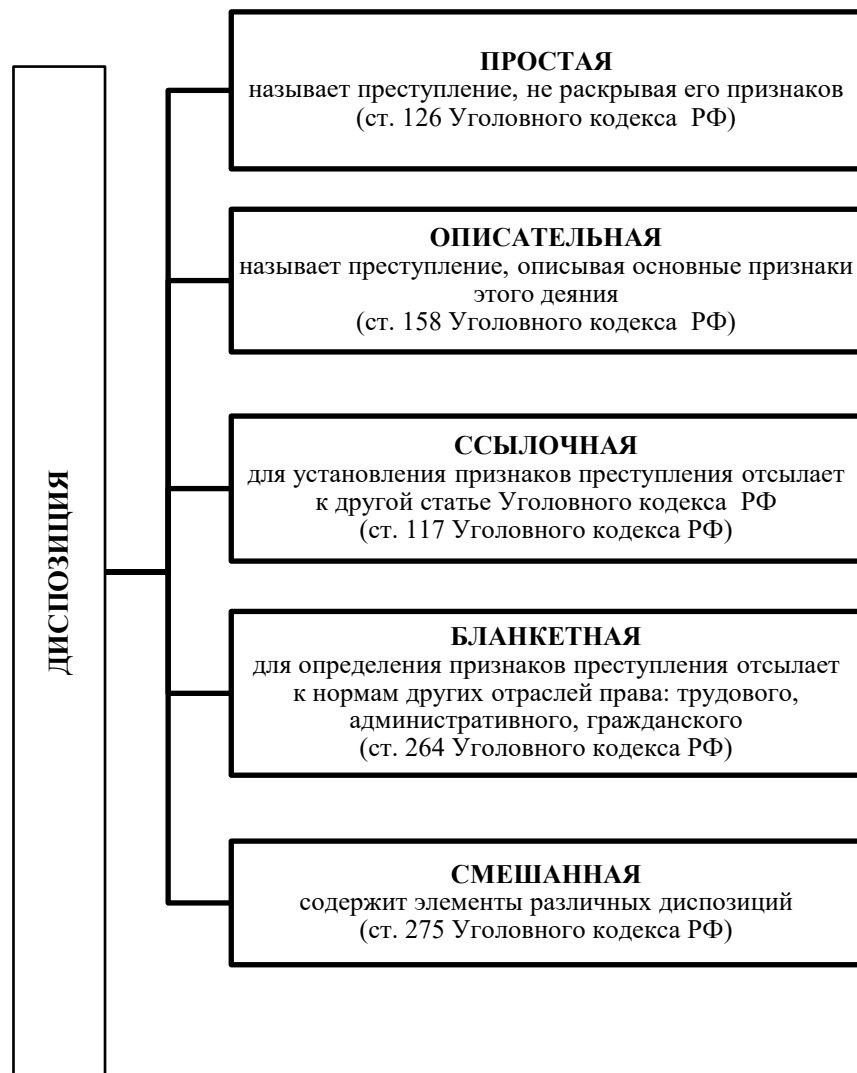 ДИСПОЗИЦИЯ
ПРОСТАЯ
называет преступление, не раскрывая его признаков
(ст. 126 Уголовного кодекса РФ)
ОПИСАТЕЛЬНАЯ
называет преступление, описывая основные признаки
этого деяния
(ст. 158 Уголовного кодекса РФ)
ССЫЛОЧНАЯ
для установления признаков преступления отсылает
к другой статье Уголовного кодекса РФ
(ст. 117 Уголовного кодекса РФ)
БЛАНКЕТНАЯ
для определения признаков преступления отсылает
к нормам других отраслей права: трудового,
административного, гражданского
(ст. 264 Уголовного кодекса РФ)
СМЕШАННАЯ
содержит элементы различных диспозиций
(ст. 275 Уголовного кодекса РФ)